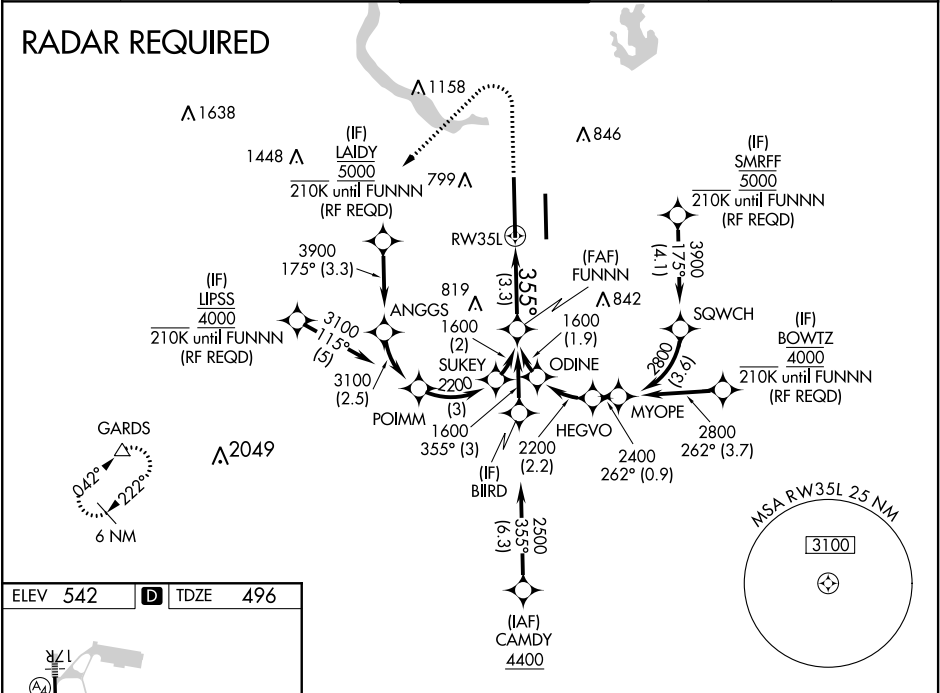 RADAR REQUIRED
1158
1638
846
1448
(IF)
LAIDY
5000
210K until FUNNN
(RF REQD)
799
(IF)
SMRFF
5000
210K until FUNNN
(RF REQD)
RW35L
3900
175° (3.3)
355°
(3.3)
(FAF)
FUNNN
3900
175°
(4.1)
(IF)
LIPSS
4000
210K until FUNNN
(RF REQD)
819
842
ANGGS
SQWCH
3100
115°
(5)
1600
(2)
1600
(1.9)
(IF)
BOWTZ
4000
210K until FUNNN
(RF REQD)
2800
(3.6)
SUKEY
ODINE
3100
(2.5)
2200
(3)
POIMM
MYOPE
HEGVO
1600
355° (3)
2200
(2.2)
2400
262° (0.9)
2800
262° (3.7)
(IF)
BIIRD
GARDS
2049
042°
222°
6 NM
2500
355°
(6.3)
MSA RW35L 25 NM
3100
(IAF)
CAMDY
4400
ELEV 542 D TDZE 496
17R
A4